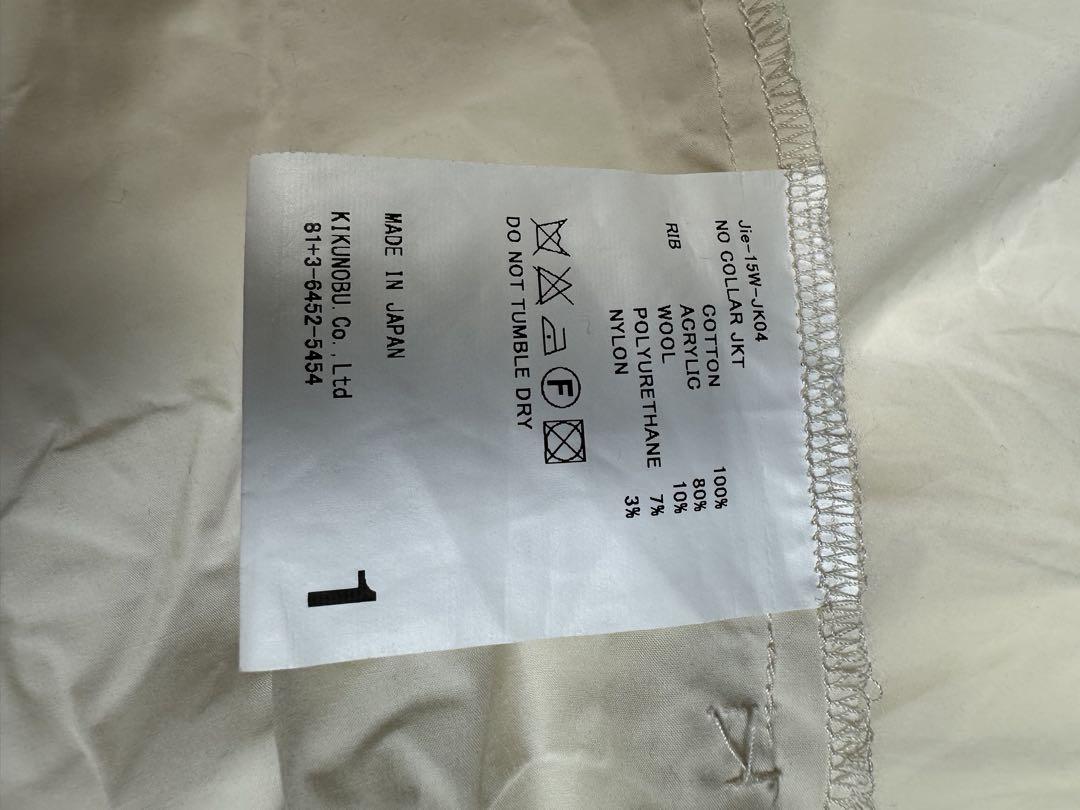 Jie-15W-JK04
NO COLLAR JKT
COTTON 100%
RIB ACRYLIC 80%
WOOL 10%
POLYURETHANE 7%
NYLON 3%
F
DO NOT TUMBLE DRY
MADE IN JAPAN
KIKUNOBU.Co.,Ltd
81+3-6452-5454
1